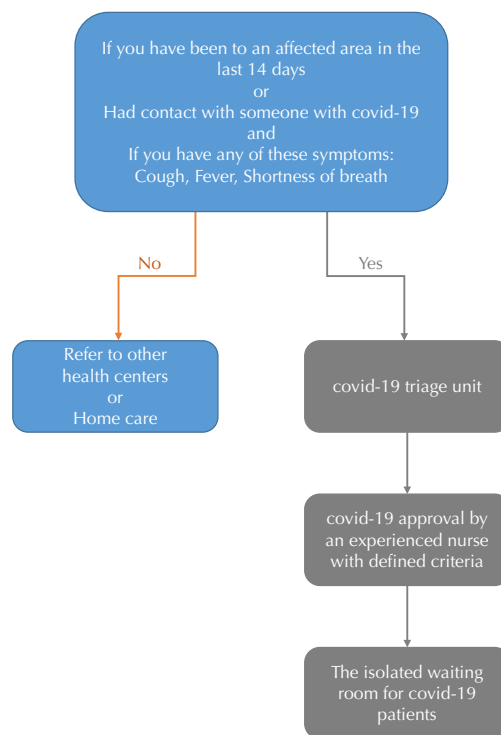 If you have been to an affected area in the
last 14 days
or
Had contact with someone with covid-19
and
If you have any of these symptoms:
Cough, Fever, Shortness of breath
No
Yes
Refer to other
health centers
or
Home care
covid-19 triage unit
covid-19 approval by
an experienced nurse
with defined criteria
The isolated waiting
room for covid-19
patients